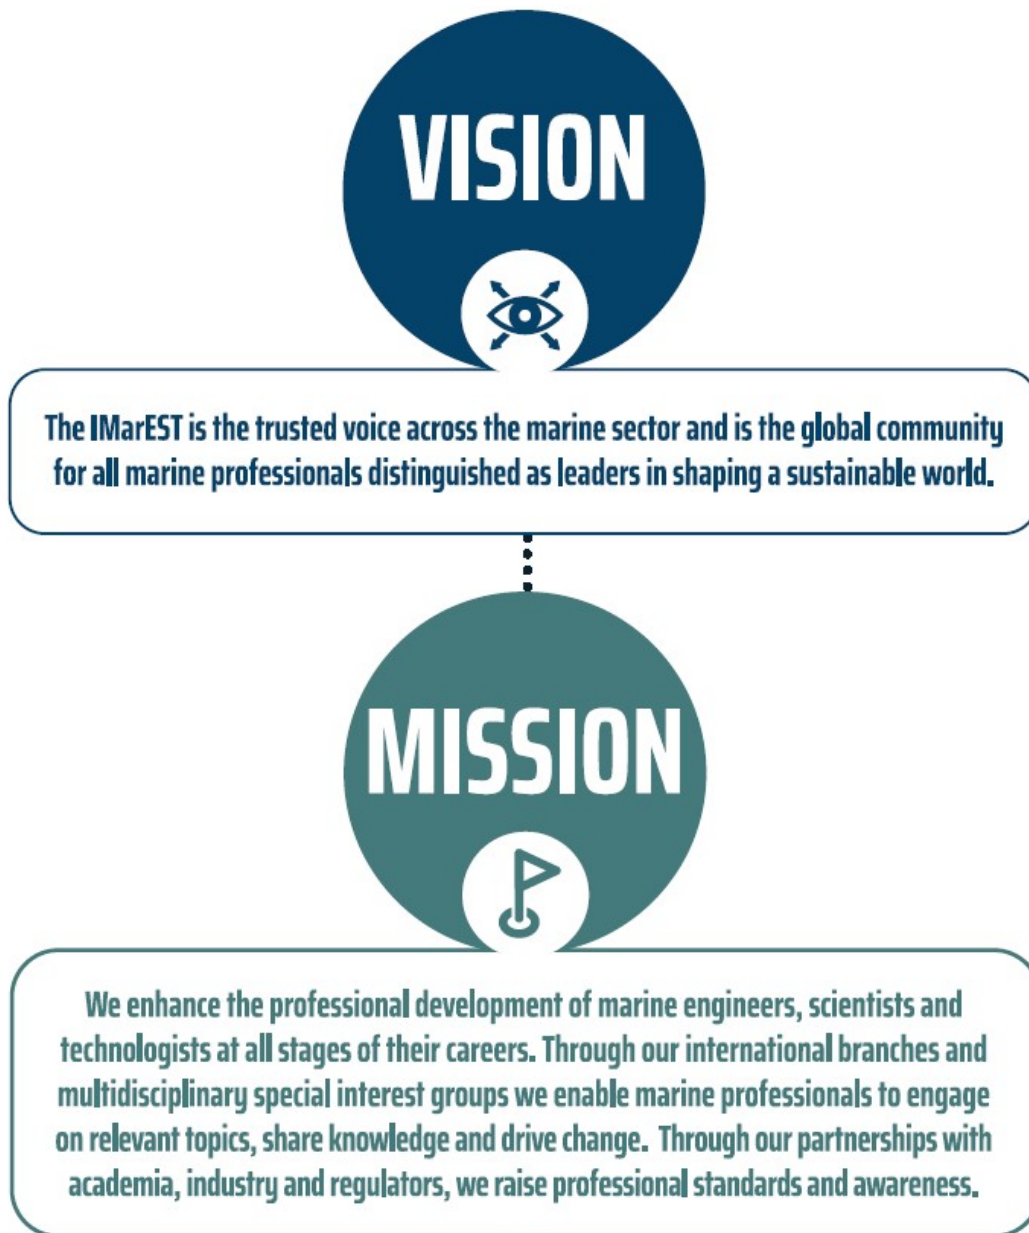 VISION
The IMarEST is the trusted voice across the marine sector and is the global community
for all marine professionals distinguished as leaders in shaping a sustainable world.
MISSION
We enhance the professional development of marine engineers, scientists and
technologists at all stages of their careers. Through our international branches and
multidisciplinary special interest groups we enable marine professionals to engage
on relevant topics, share knowledge and drive change.  Through our partnerships with
academia, industry and regulators, we raise professional standards and awareness.